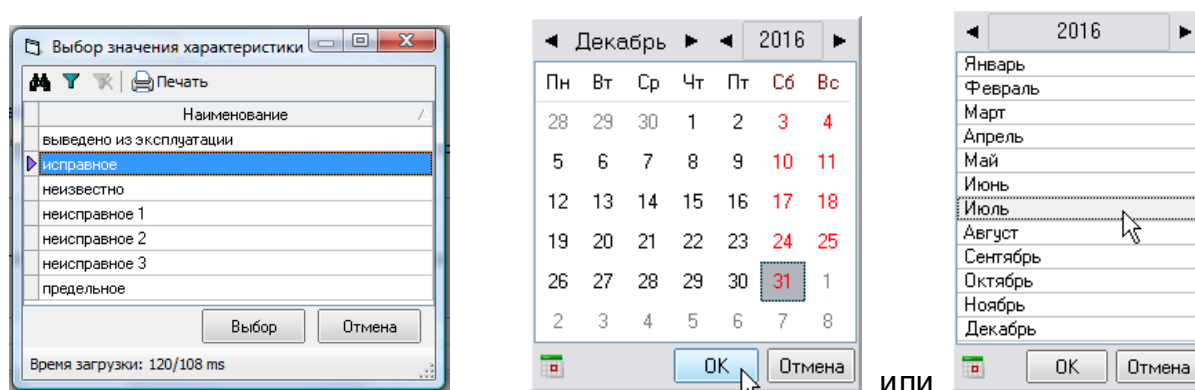 Выбор значения характеристики
Печать
Наименование
выведено из эксплуатации
исправное
неизвестно
неисправное 1
неисправное 2
неисправное 3
предельное
Выбор Отмена
Время загрузки: 120/108 ms
Декабрь 2016
Пн Вт Ср Чт Пт Сб Вс
28 29 30 1 2 3 4
5 6 7 8 9 10 11
12 13 14 15 16 17 18
19 20 21 22 23 24 25
26 27 28 29 30 31 1
2 3 4 5 6 7 8
OK Отмена
или
2016
Январь
Февраль
Март
Апрель
Май
Июнь
Июль
Август
Сентябрь
Октябрь
Ноябрь
Декабрь
OK Отмена